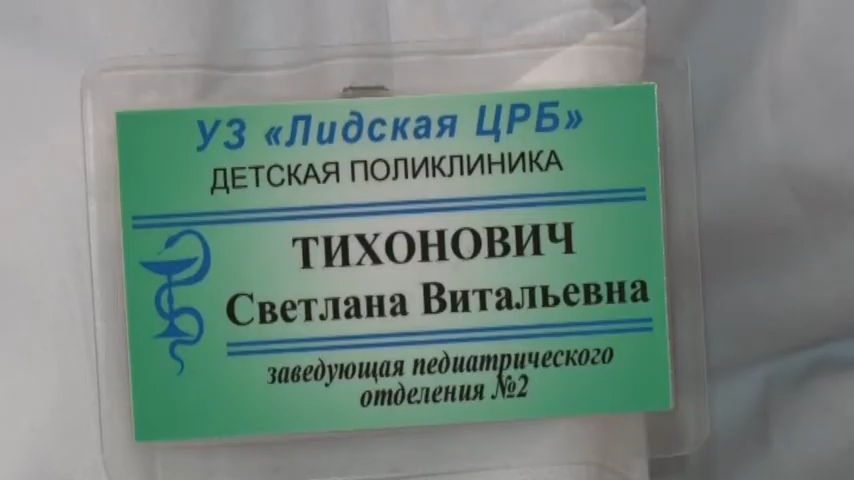 УЗ «Лидская ЦРБ»
ДЕТСКАЯ ПОЛИКЛИНИКА
ТИХОНОВИЧ
Светлана Витальевна
заведующая педиатрического
отделения №2